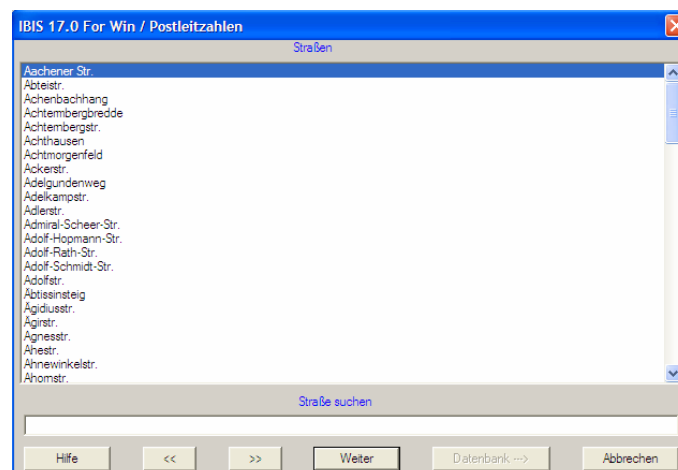 IBIS 17.0 For Win / Postleitzahlen
Straßen
Aachener Str.
Abteistr.
Achenbachhang
Achternbergbredde
Achternbergstr.
Achthausen
Achtmorgenfeld
Ackerstr.
Adelgundenweg
Adelkampstr.
Adlerstr.
Admiral-Scheer-Str.
Adolf-Hopmann-Str.
Adolf-Rath-Str.
Adolf-Schmidt-Str.
Adolfstr.
Äbtissinsteig
Ägidiusstr.
Ägirstr.
Agnesstr.
Ahestr.
Ahnewinkelstr.
Ahornstr.
Straße suchen
Hilfe << >> Weiter Datenbank ---> Abbrechen